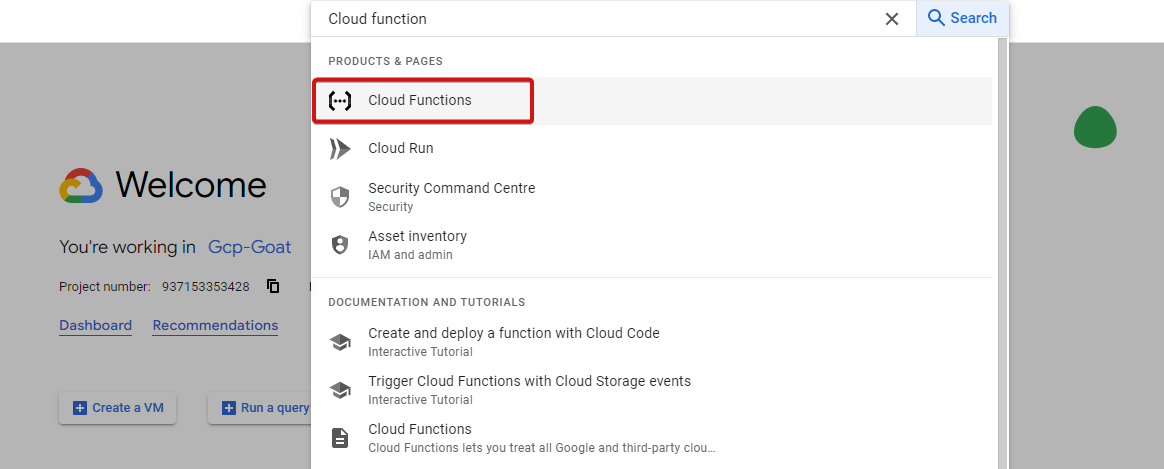 Cloud function
Search
PRODUCTS & PAGES
Cloud Functions
Cloud Run
Security Command Centre
Security
Asset inventory
IAM and admin
DOCUMENTATION AND TUTORIALS
Create and deploy a function with Cloud Code
Interactive Tutorial
Trigger Cloud Functions with Cloud Storage events
Interactive Tutorial
Cloud Functions
Cloud Functions lets you treat all Google and third-party clou…
Welcome
You're working in Gcp-Goat
Project number: 937153353428
Dashboard Recommendations
Create a VM Run a query